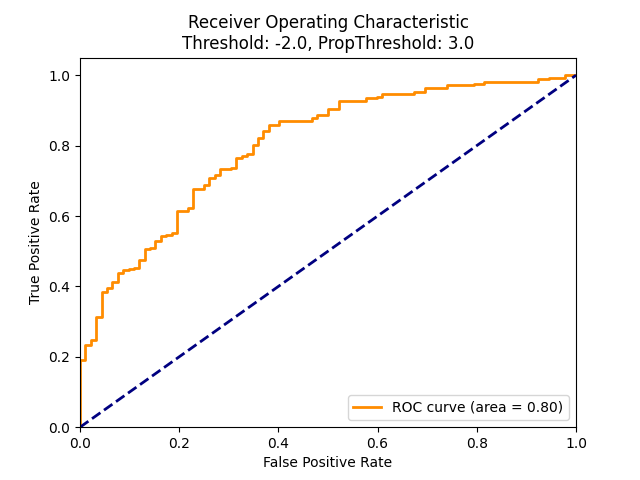 Receiver Operating Characteristic
Threshold: -2.0, PropThreshold: 3.0
1.0
0.8
0.6
0.4
0.2
0.0
True Positive Rate
ROC curve (area = 0.80)
0.0 0.2 0.4 0.6 0.8 1.0
False Positive Rate